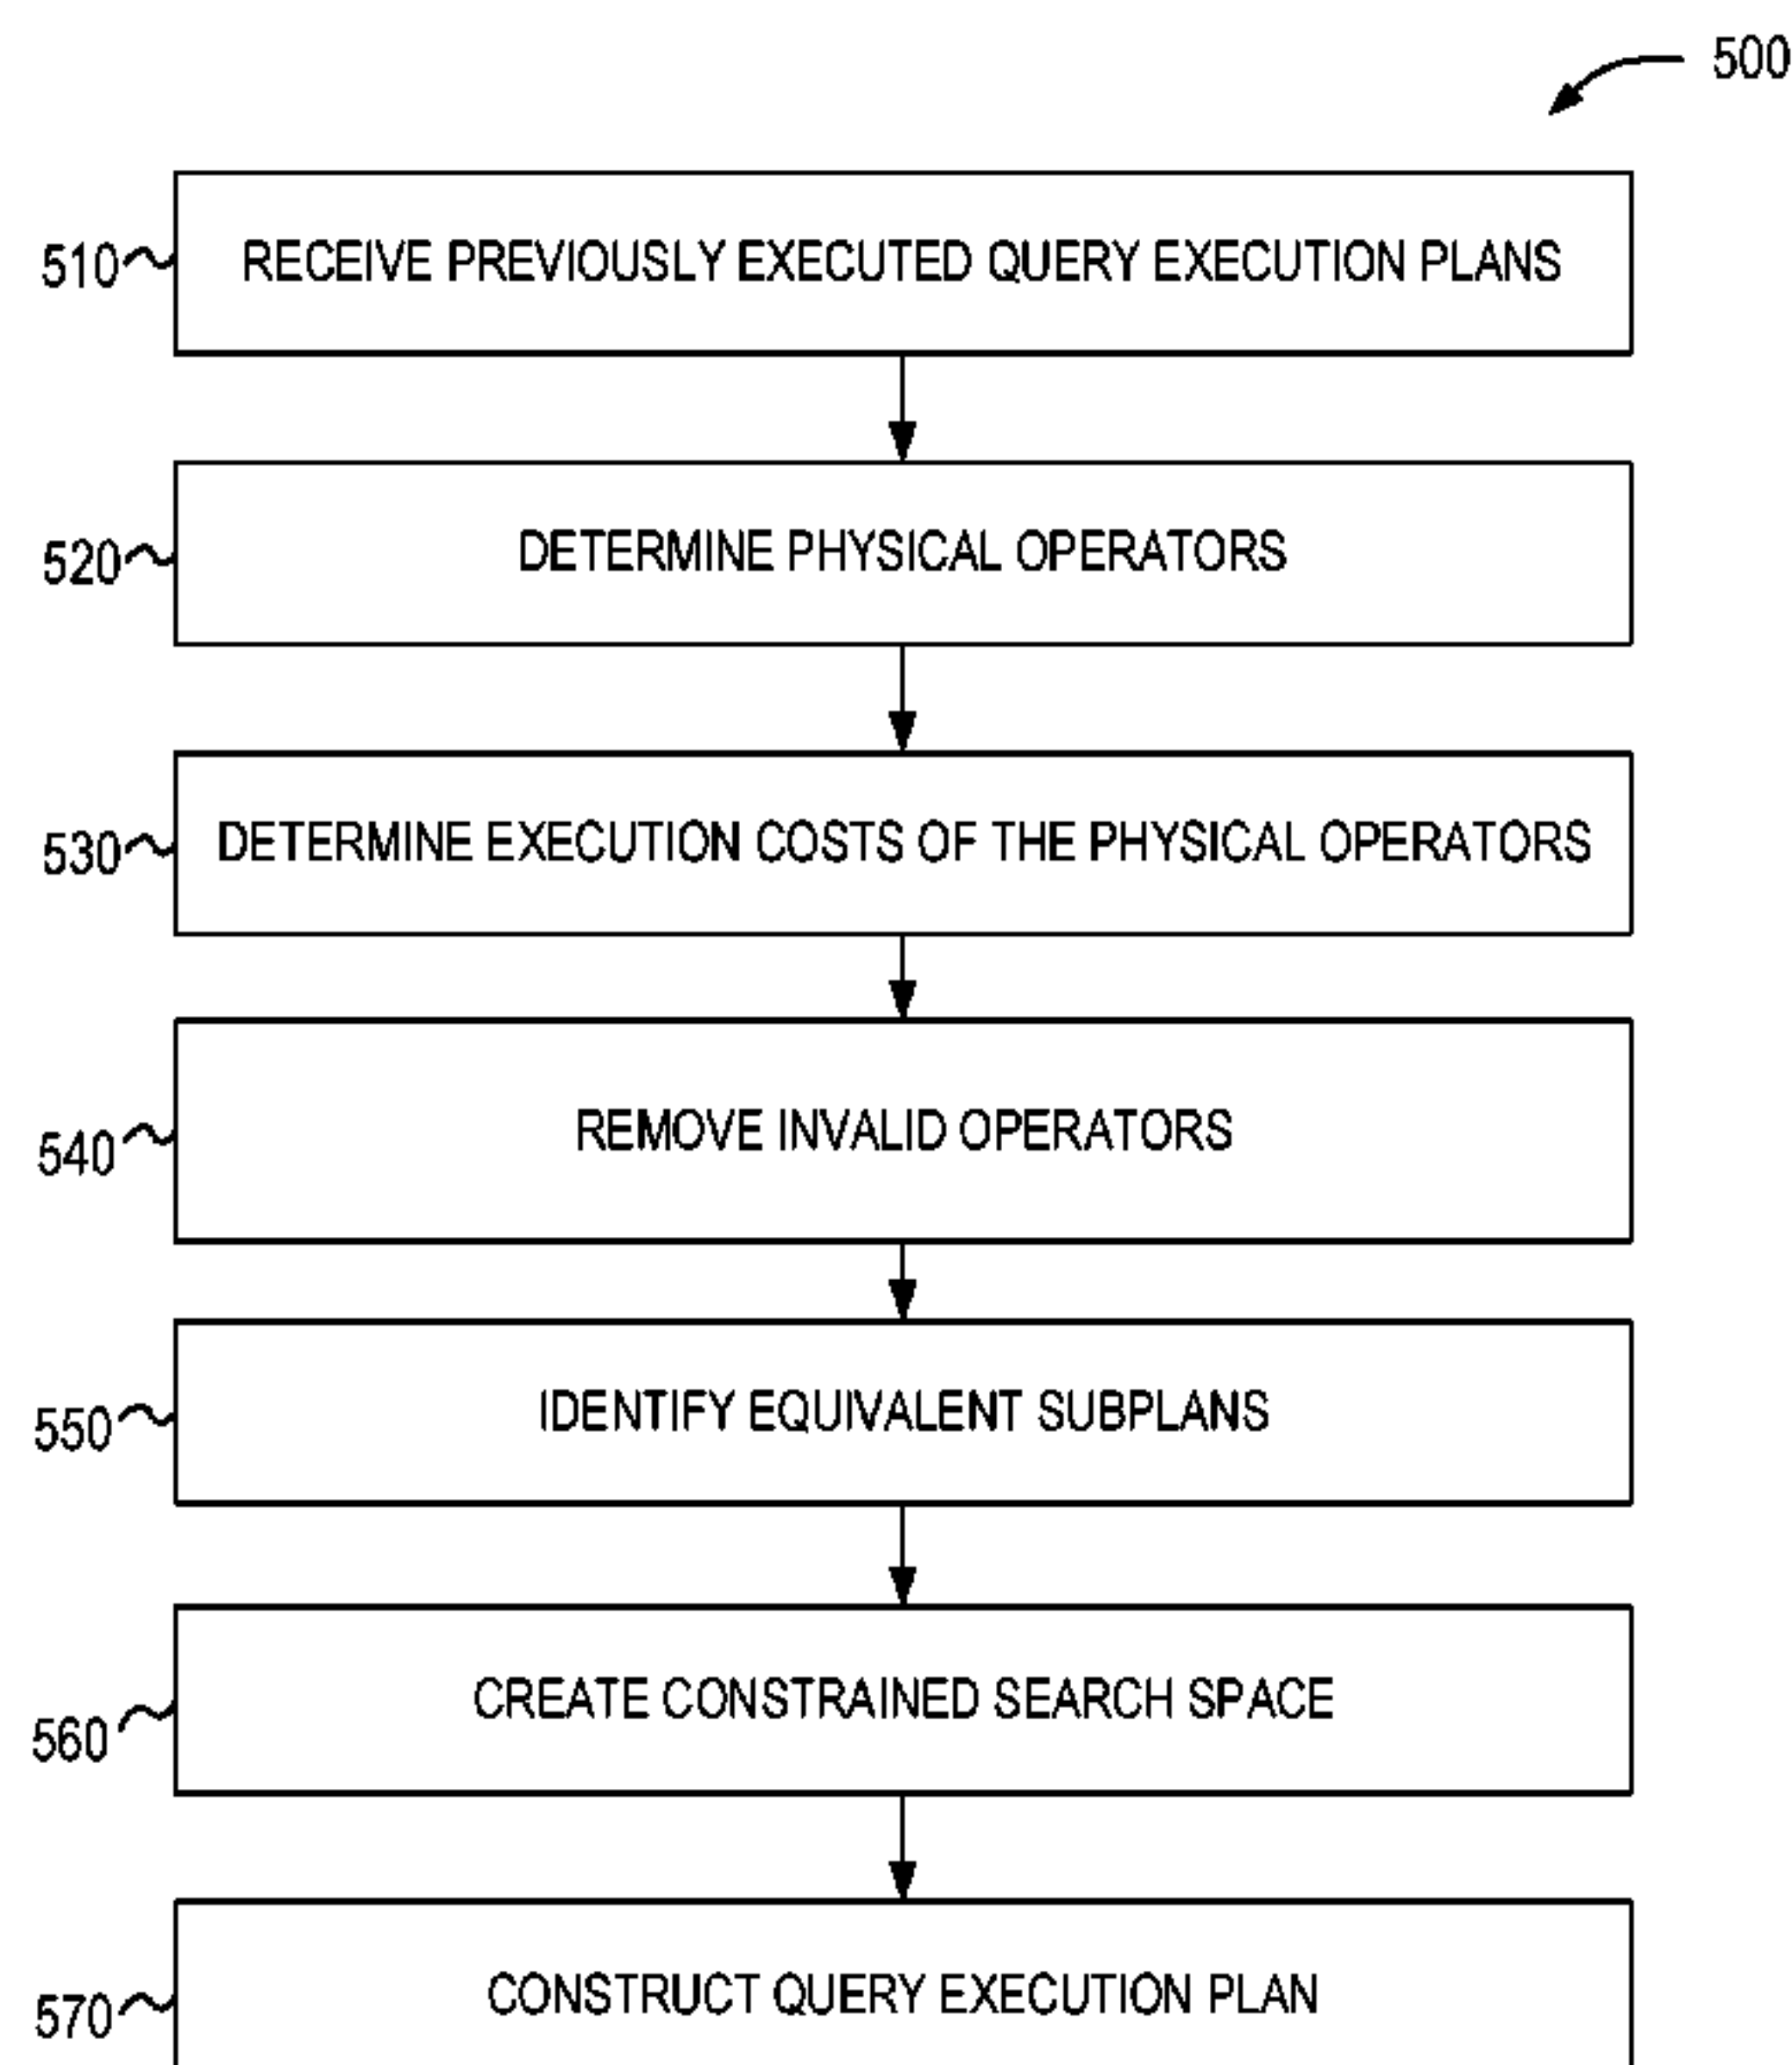 500
510 RECEIVE PREVIOUSLY EXECUTED QUERY EXECUTION PLANS
520 DETERMINE PHYSICAL OPERATORS
530 DETERMINE EXECUTION COSTS OF THE PHYSICAL OPERATORS
540 REMOVE INVALID OPERATORS
550 IDENTIFY EQUIVALENT SUBPLANS
560 CREATE CONSTRAINED SEARCH SPACE
570 CONSTRUCT QUERY EXECUTION PLAN